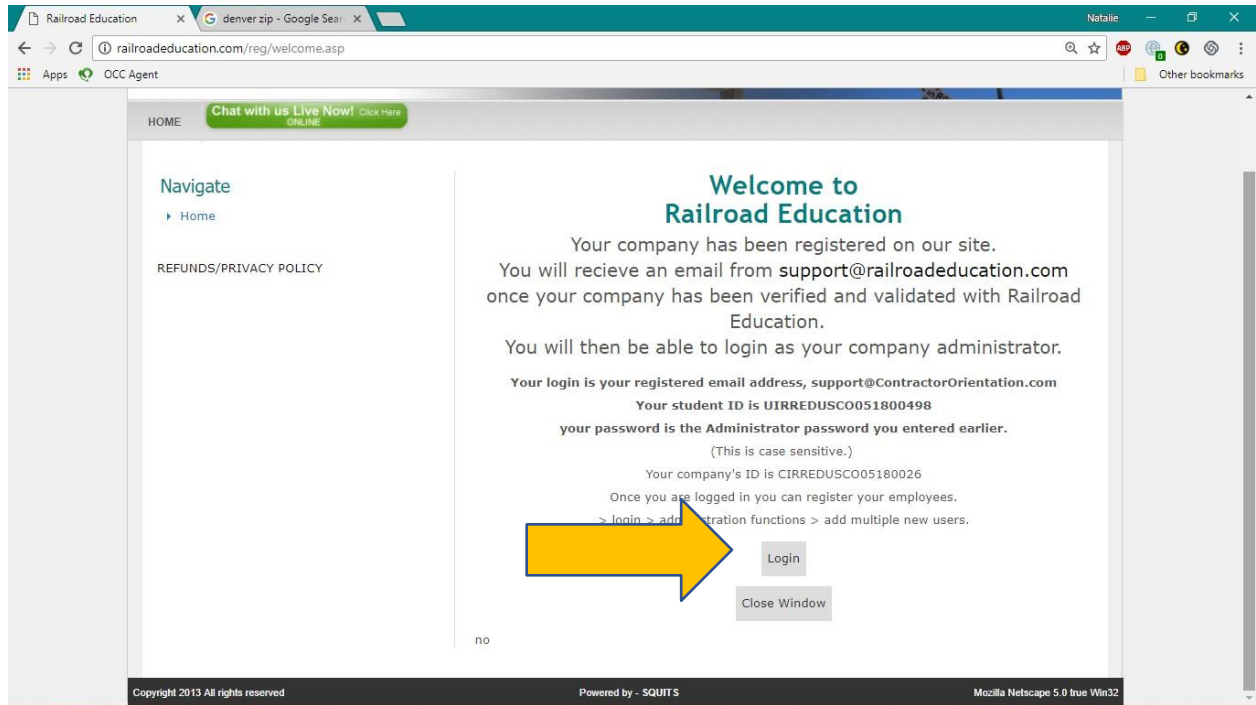 Railroad Education
denver zip - Google Sear
Natalie
railroadeducation.com/reg/welcome.asp
ABP
0
Apps
OCC Agent
Other bookmarks
HOME
Chat with us Live Now! Click Here
ONLINE
Navigate
Home
REFUNDS/PRIVACY POLICY
Welcome to
Railroad Education
Your company has been registered on our site.
You will recieve an email from support@railroadeducation.com
once your company has been verified and validated with Railroad
Education.
You will then be able to login as your company administrator.
Your login is your registered email address, support@ContractorOrientation.com
Your student ID is UIRREDUSCO051800498
your password is the Administrator password you entered earlier.
(This is case sensitive.)
Your company's ID is CIRREDUSCO05180026
Once you are logged in you can register your employees.
> login > administration functions > add multiple new users.
Login
Close Window
no
Copyright 2013 All rights reserved
Powered by - SQUITS
Mozilla Netscape 5.0 true Win32